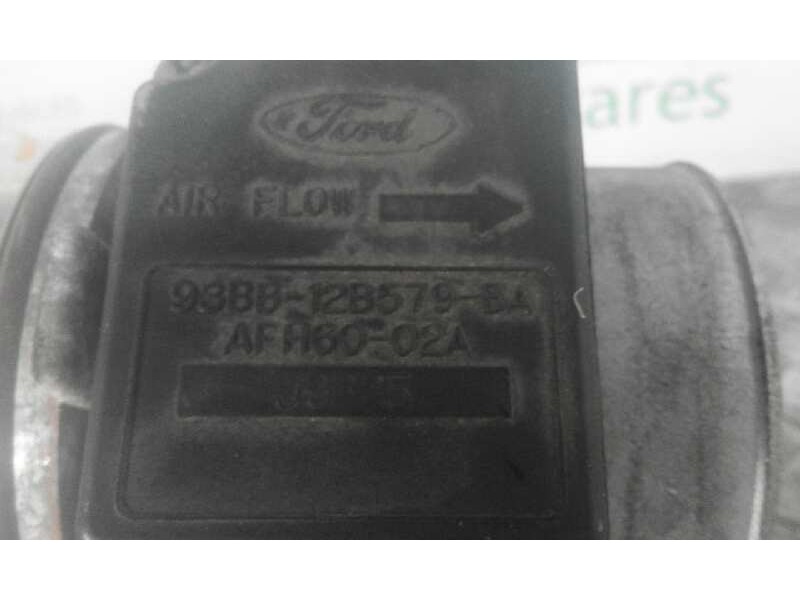 Ford
AIR FLOW
93BB-12B579-BA
AFH60-02A
ares